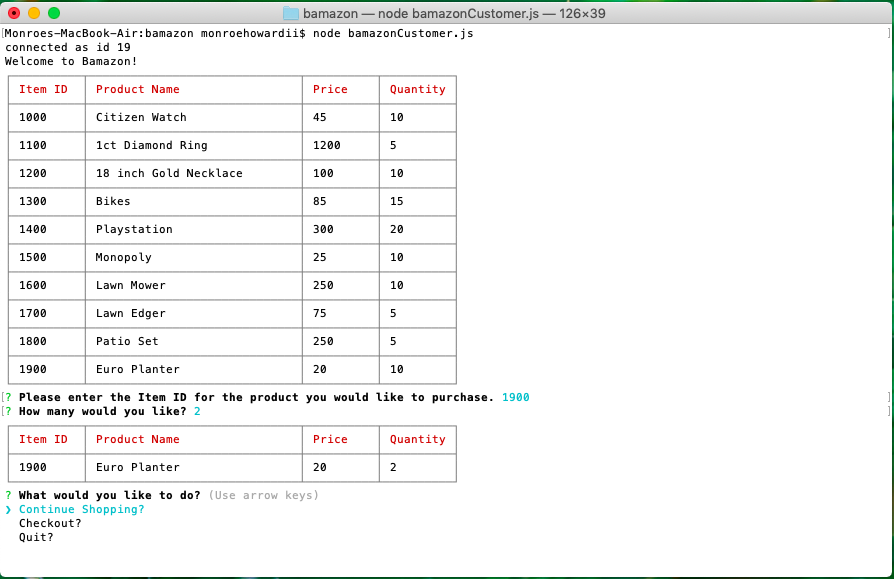 bamazon — node bamazonCustomer.js — 126×39
[Monroes-MacBook-Air:bamazon monroehowardii$ node bamazonCustomer.js ]
connected as id 19
Welcome to Bamazon!
Item ID Product Name Price Quantity
1000 Citizen Watch 45 10
1100 1ct Diamond Ring 1200 5
1200 18 inch Gold Necklace 100 10
1300 Bikes 85 15
1400 Playstation 300 20
1500 Monopoly 25 10
1600 Lawn Mower 250 10
1700 Lawn Edger 75 5
1800 Patio Set 250 5
1900 Euro Planter 20 10
[? Please enter the Item ID for the product you would like to purchase. 1900 ]
[? How many would you like? 2 ]
Item ID Product Name Price Quantity
1900 Euro Planter 20 2
? What would you like to do? (Use arrow keys)
❯ Continue Shopping?
Checkout?
Quit?